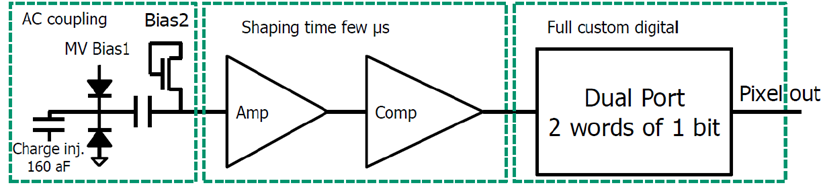 AC coupling
Bias2
MV Bias1
Charge inj.
160 aF
Shaping time few µs
Amp
Comp
Full custom digital
Dual Port
2 words of 1 bit
Pixel out